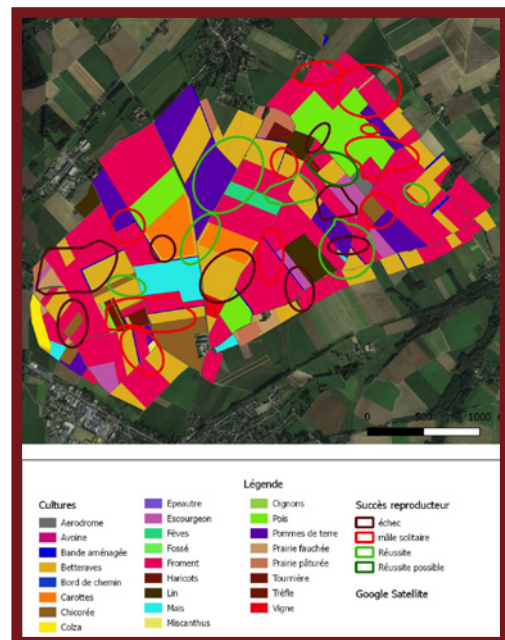 0 500 1000 m
Légende
Cultures
Aerodrome
Avoine
Bande aménagée
Betteraves
Bord de chemin
Carottes
Chicorée
Colza
Epeautre
Escourgeon
Fèves
Fossé
Froment
Haricots
Lin
Mais
Miscanthus
Oignons
Pois
Pommes de terre
Prairie fauchée
Prairie pâturée
Tournière
Trèfle
Vigne
Succès reproducteur
échec
mâle solitaire
Réussite
Réussite possible
Google Satellite